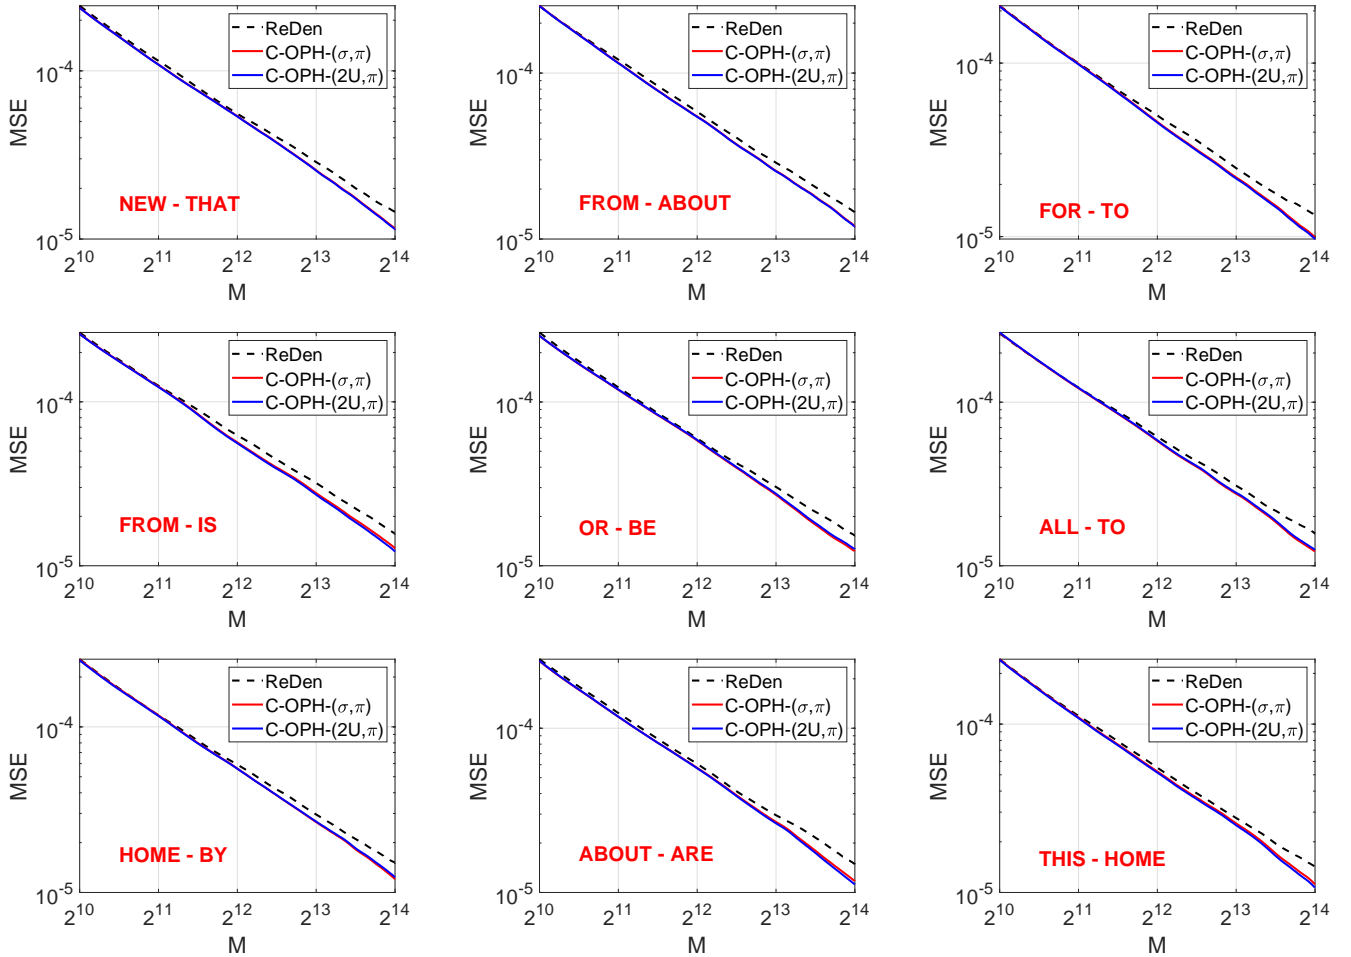 ReDen
C-OPH-(σ,π)
C-OPH-(2U,π)
10^-4
MSE
NEW - THAT
10^-5
2^10 2^11 2^12 2^13 2^14
M
ReDen
C-OPH-(σ,π)
C-OPH-(2U,π)
10^-4
MSE
FROM - ABOUT
10^-5
2^10 2^11 2^12 2^13 2^14
M
ReDen
C-OPH-(σ,π)
C-OPH-(2U,π)
10^-4
MSE
FOR - TO
10^-5
2^10 2^11 2^12 2^13 2^14
M
ReDen
C-OPH-(σ,π)
C-OPH-(2U,π)
10^-4
MSE
FROM - IS
10^-5
2^10 2^11 2^12 2^13 2^14
M
ReDen
C-OPH-(σ,π)
C-OPH-(2U,π)
10^-4
MSE
OR - BE
10^-5
2^10 2^11 2^12 2^13 2^14
M
ReDen
C-OPH-(σ,π)
C-OPH-(2U,π)
10^-4
MSE
ALL - TO
10^-5
2^10 2^11 2^12 2^13 2^14
M
ReDen
C-OPH-(σ,π)
C-OPH-(2U,π)
10^-4
MSE
HOME - BY
10^-5
2^10 2^11 2^12 2^13 2^14
M
ReDen
C-OPH-(σ,π)
C-OPH-(2U,π)
10^-4
MSE
ABOUT - ARE
10^-5
2^10 2^11 2^12 2^13 2^14
M
ReDen
C-OPH-(σ,π)
C-OPH-(2U,π)
10^-4
MSE
THIS - HOME
10^-5
2^10 2^11 2^12 2^13 2^14
M